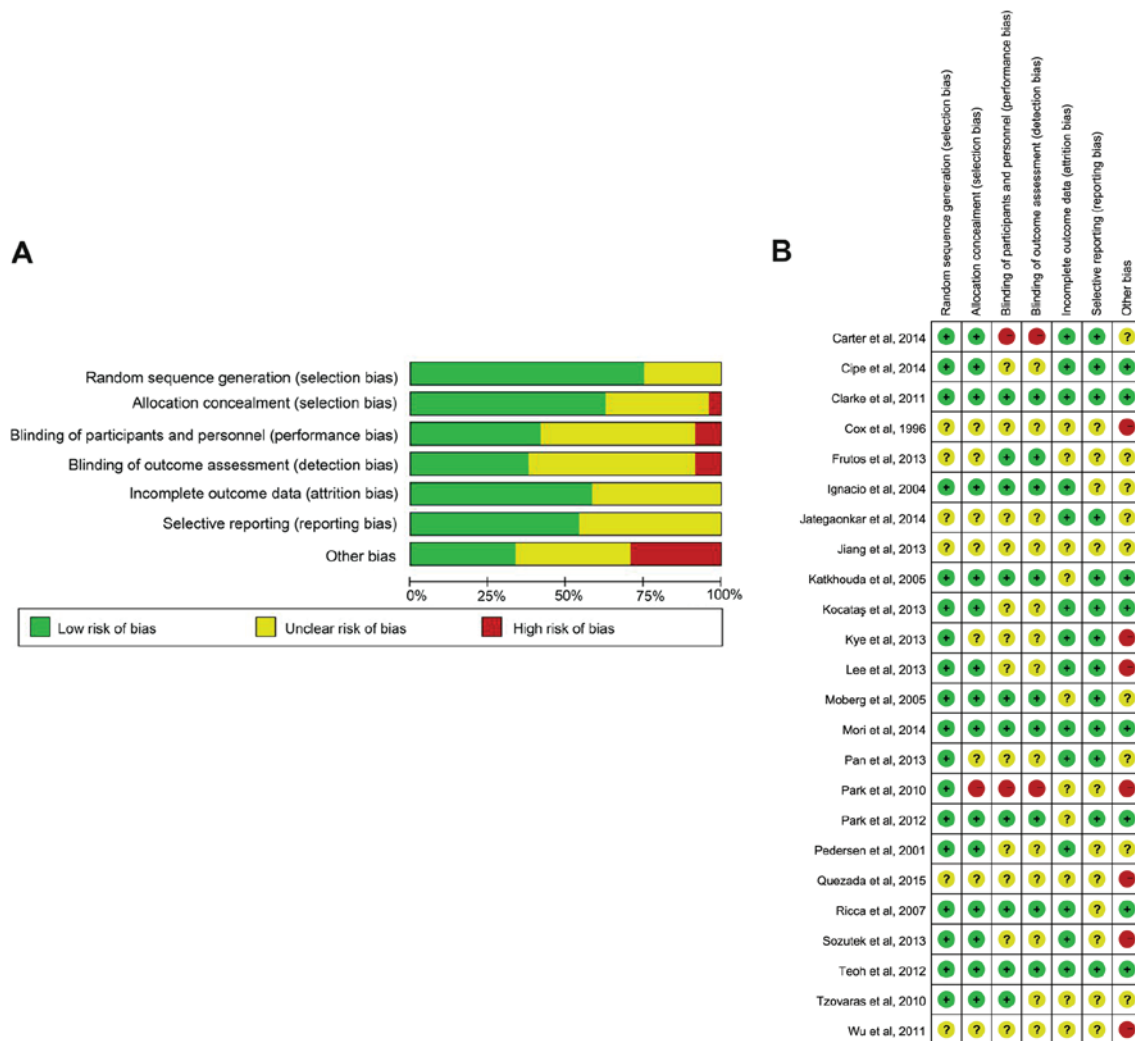 A
Random sequence generation (selection bias)
Allocation concealment (selection bias)
Blinding of participants and personnel (performance bias)
Blinding of outcome assessment (detection bias)
Incomplete outcome data (attrition bias)
Selective reporting (reporting bias)
Other bias
0% 25% 50% 75% 100%
Low risk of bias Unclear risk of bias High risk of bias
B
Random sequence generation (selection bias)
Allocation concealment (selection bias)
Blinding of participants and personnel (performance bias)
Blinding of outcome assessment (detection bias)
Incomplete outcome data (attrition bias)
Selective reporting (reporting bias)
Other bias
Carter et al, 2014 + + - - + + ?
Cipe et al, 2014 + + ? ? + + +
Clarke et al, 2011 + + + + + + +
Cox et al, 1996 ? ? ? ? ? ? -
Frutos et al, 2013 ? ? + + ? ? ?
Ignacio et al, 2004 + + + + + ? ?
Jategaonkar et al, 2014 ? ? ? ? + + ?
Jiang et al, 2013 ? ? ? ? ? ? ?
Katkhouda et al, 2005 + + + + ? + +
Kocataş et al, 2013 + + ? ? + + +
Kye et al, 2013 + ? ? ? + + -
Lee et al, 2013 + + ? ? + + -
Moberg et al, 2005 + + + + ? + ?
Mori et al, 2014 + + + + + + +
Pan et al, 2013 + ? ? ? + + ?
Park et al, 2010 + - - - ? ? -
Park et al, 2012 + + + + ? + +
Pedersen et al, 2001 + + ? ? + ? ?
Quezada et al, 2015 ? ? ? ? ? ? -
Ricca et al, 2007 + + + + + ? +
Sozutek et al, 2013 + + ? ? + ? -
Teoh et al, 2012 + + + + + + +
Tzovaras et al, 2010 + + + ? ? ? ?
Wu et al, 2011 ? ? ? ? ? ? -